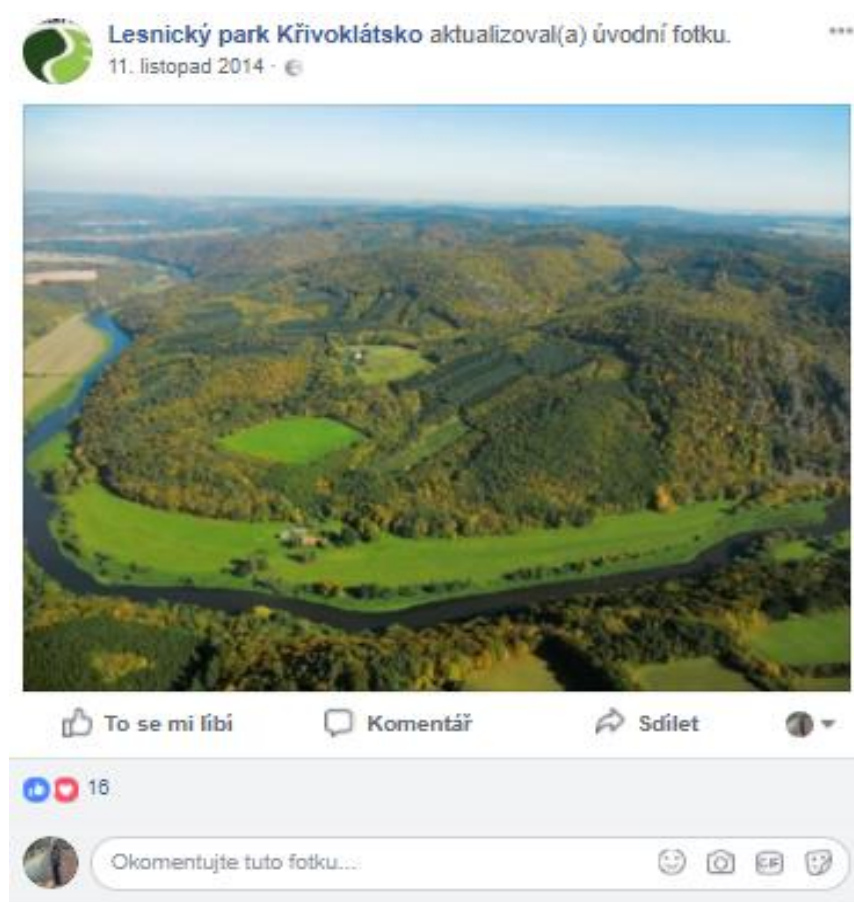 Lesnický park Křivoklátsko aktualizoval(a) úvodní fotku.
11. listopad 2014 ·
To se mi líbí Komentář Sdílet
16
Okomentujte tuto fotku...
GIF